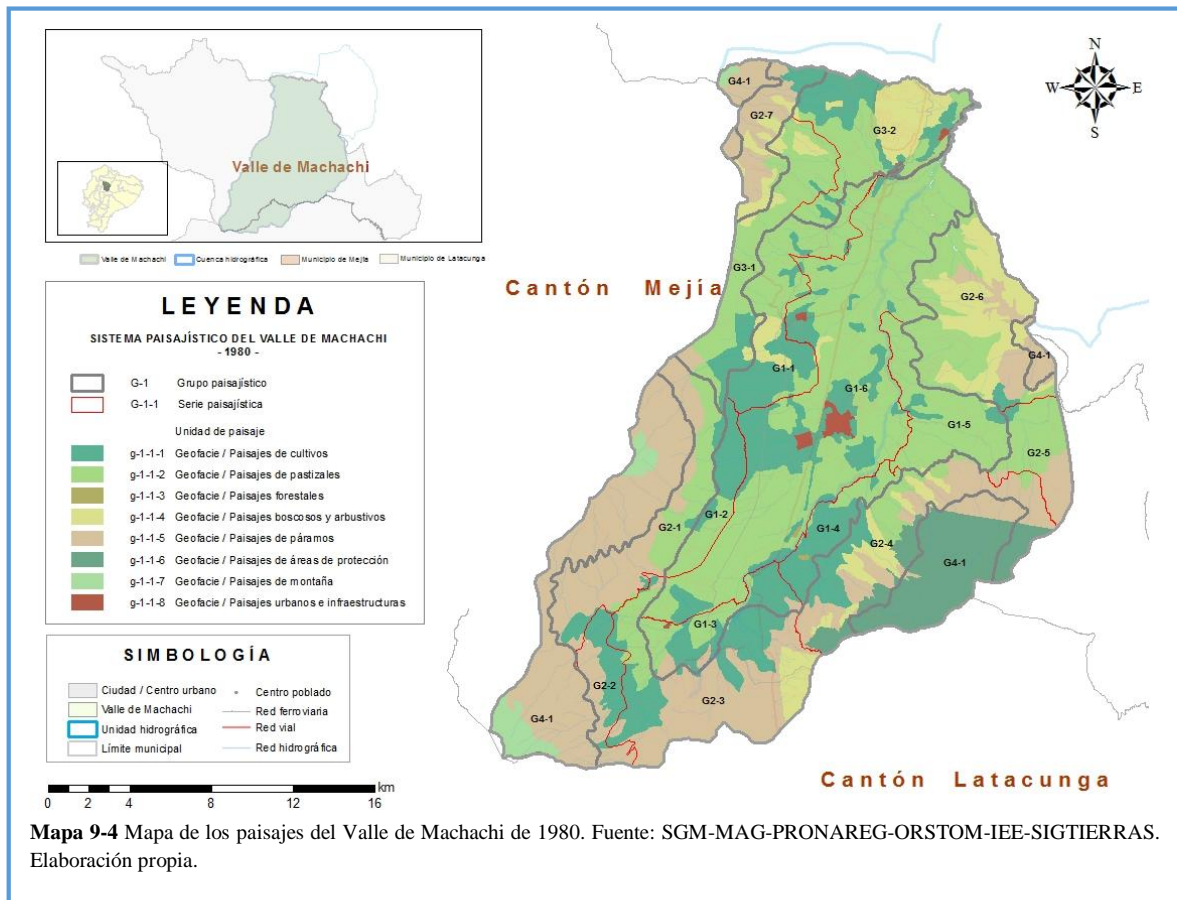 Valle de Machachi
Valle de Machachi
Cuenca hidrográfica
Municipio de Mejía
Municipio de Latacunga
LEYENDA
SISTEMA PAISAJÍSTICO DEL VALLE DE MACHACHI
- 1980 -
G-1 Grupo paisajístico
G-1-1 Serie paisajística
Unidad de paisaje
g-1-1-1 Geofacie / Paisajes de cultivos
g-1-1-2 Geofacie / Paisajes de pastizales
g-1-1-3 Geofacie / Paisajes forestales
g-1-1-4 Geofacie / Paisajes boscosos y arbustivos
g-1-1-5 Geofacie / Paisajes de páramos
g-1-1-6 Geofacie / Paisajes de áreas de protección
g-1-1-7 Geofacie / Paisajes de montaña
g-1-1-8 Geofacie / Paisajes urbanos e infraestructuras
SIMBOLOGÍA
Ciudad / Centro urbano
Centro poblado
Valle de Machachi
Red ferroviaria
Unidad hidrográfica
Red vial
Límite municipal
Red hidrográfica
km
0 2 4 8 12 16
N
W E
S
Cantón Mejía
Cantón Latacunga
G4-1
G2-7
G3-2
G3-1
G2-6
G4-1
G1-1
G1-6
G1-5
G2-5
G2-1
G1-2
G1-4
G2-4
G4-1
G1-3
G2-2
G2-3
G4-1
Mapa 9-4 Mapa de los paisajes del Valle de Machachi de 1980. Fuente: SGM-MAG-PRONAREG-ORSTOM-IEE-SIGTIERRAS.
Elaboración propia.